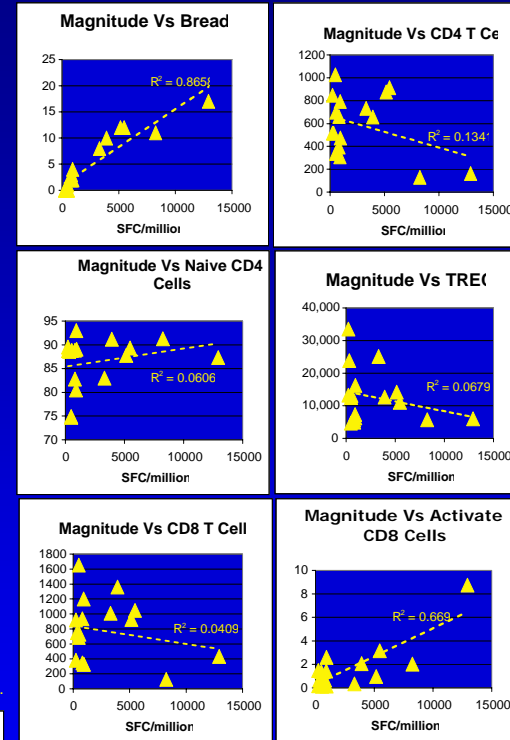 Magnitude Vs Bread
25
20
15
10
5
0
R² = 0.865
0 5000 10000 15000
SFC/million
Magnitude Vs CD4 T Ce
1200
1000
800
600
400
200
0
R² = 0.134
0 5000 10000 1500
SFC/million
Magnitude Vs Naive CD4
Cells
95
90
85
80
75
70
R² = 0.0606
0 5000 10000 15000
SFC/million
Magnitude Vs TREC
40,000
30,000
20,000
10,000
0
R² = 0.0679
0 5000 10000 15000
SFC/million
Magnitude Vs CD8 T Cell
1800
1600
1400
1200
1000
800
600
400
200
0
R² = 0.0409
0 5000 10000 15000
SFC/million
Magnitude Vs Activate
CD8 Cells
10
8
6
4
2
0
R² = 0.669
0 5000 10000 15000
SFC/million